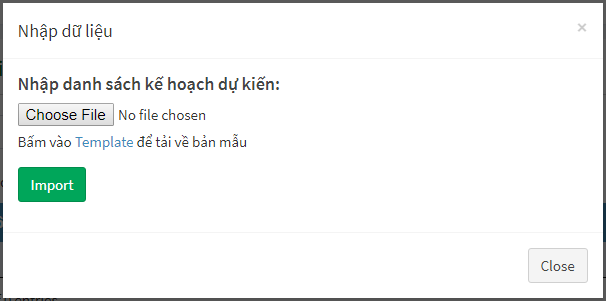 Nhập dữ liệu ×
Nhập danh sách kế hoạch dự kiến:
Choose File No file chosen
Bấm vào Template để tải về bản mẫu
Import
Close